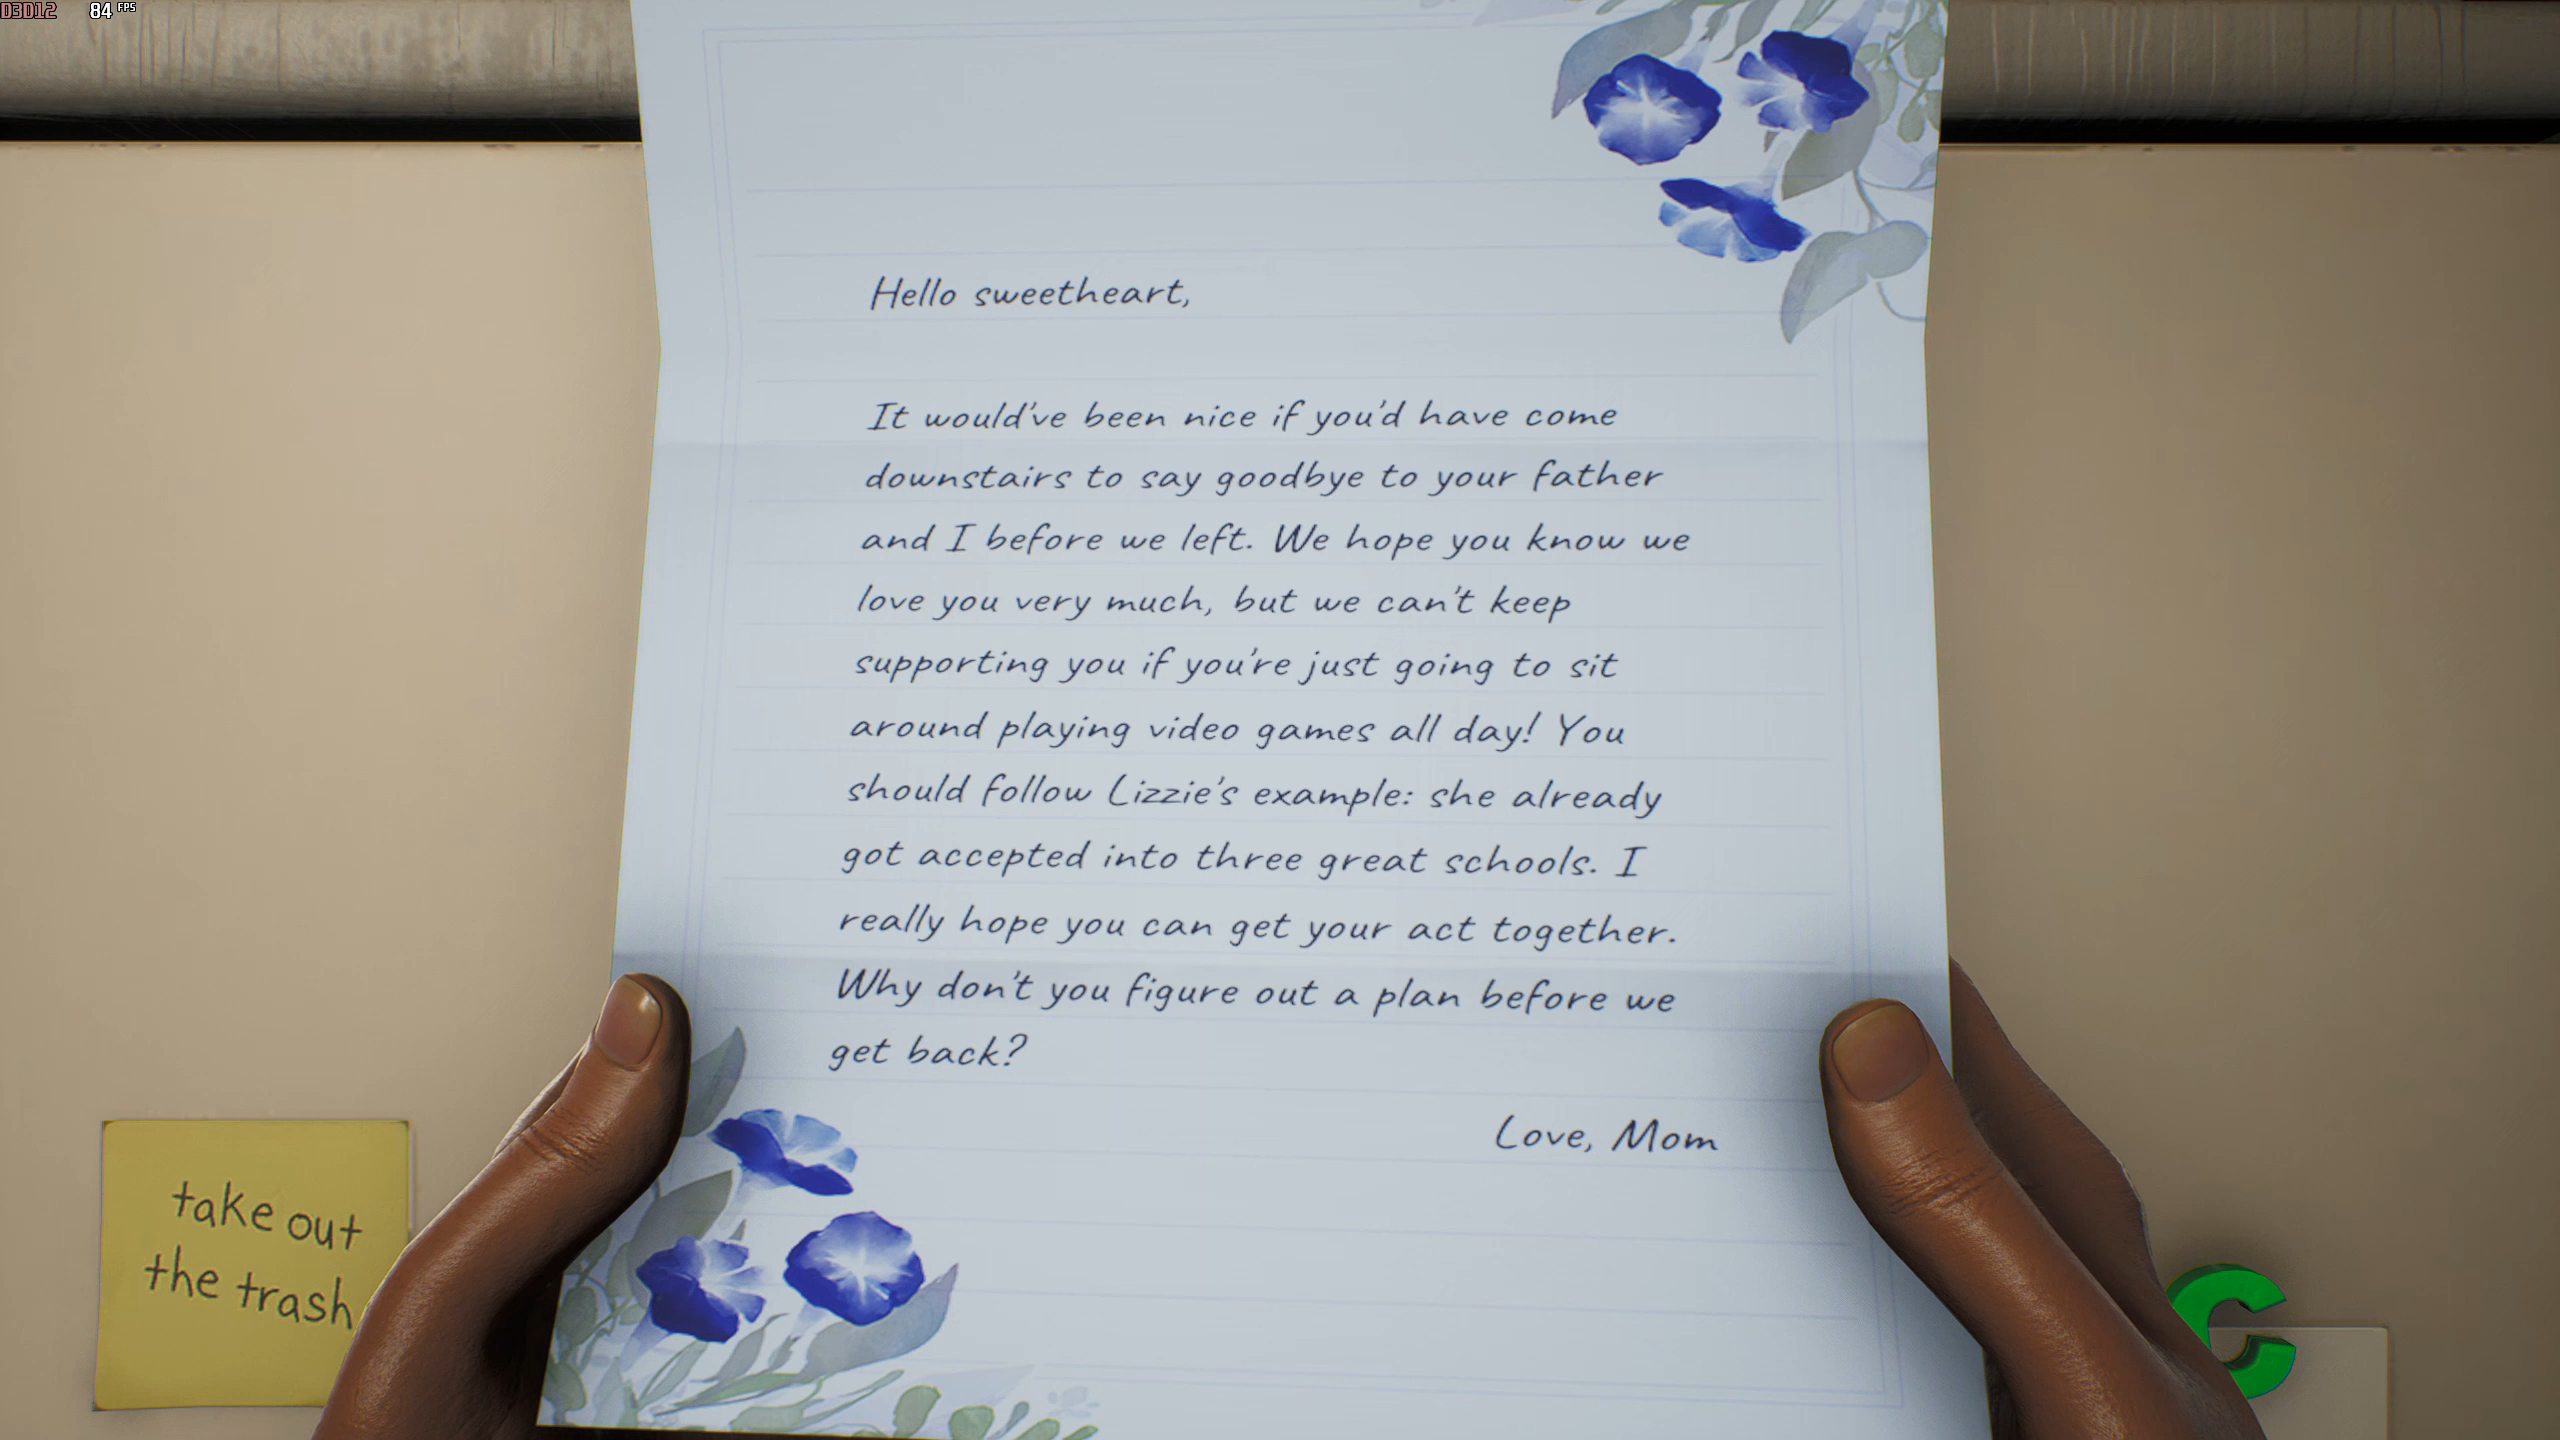 D3D12 84 FPS
Hello sweetheart,
It would've been nice if you'd have come
downstairs to say goodbye to your father
and I before we left. We hope you know we
love you very much, but we can't keep
supporting you if you're just going to sit
around playing video games all day! You
should follow Lizzie's example: she already
got accepted into three great schools. I
really hope you can get your act together.
Why don't you figure out a plan before we
get back?
Love, Mom
take out
the trash
C